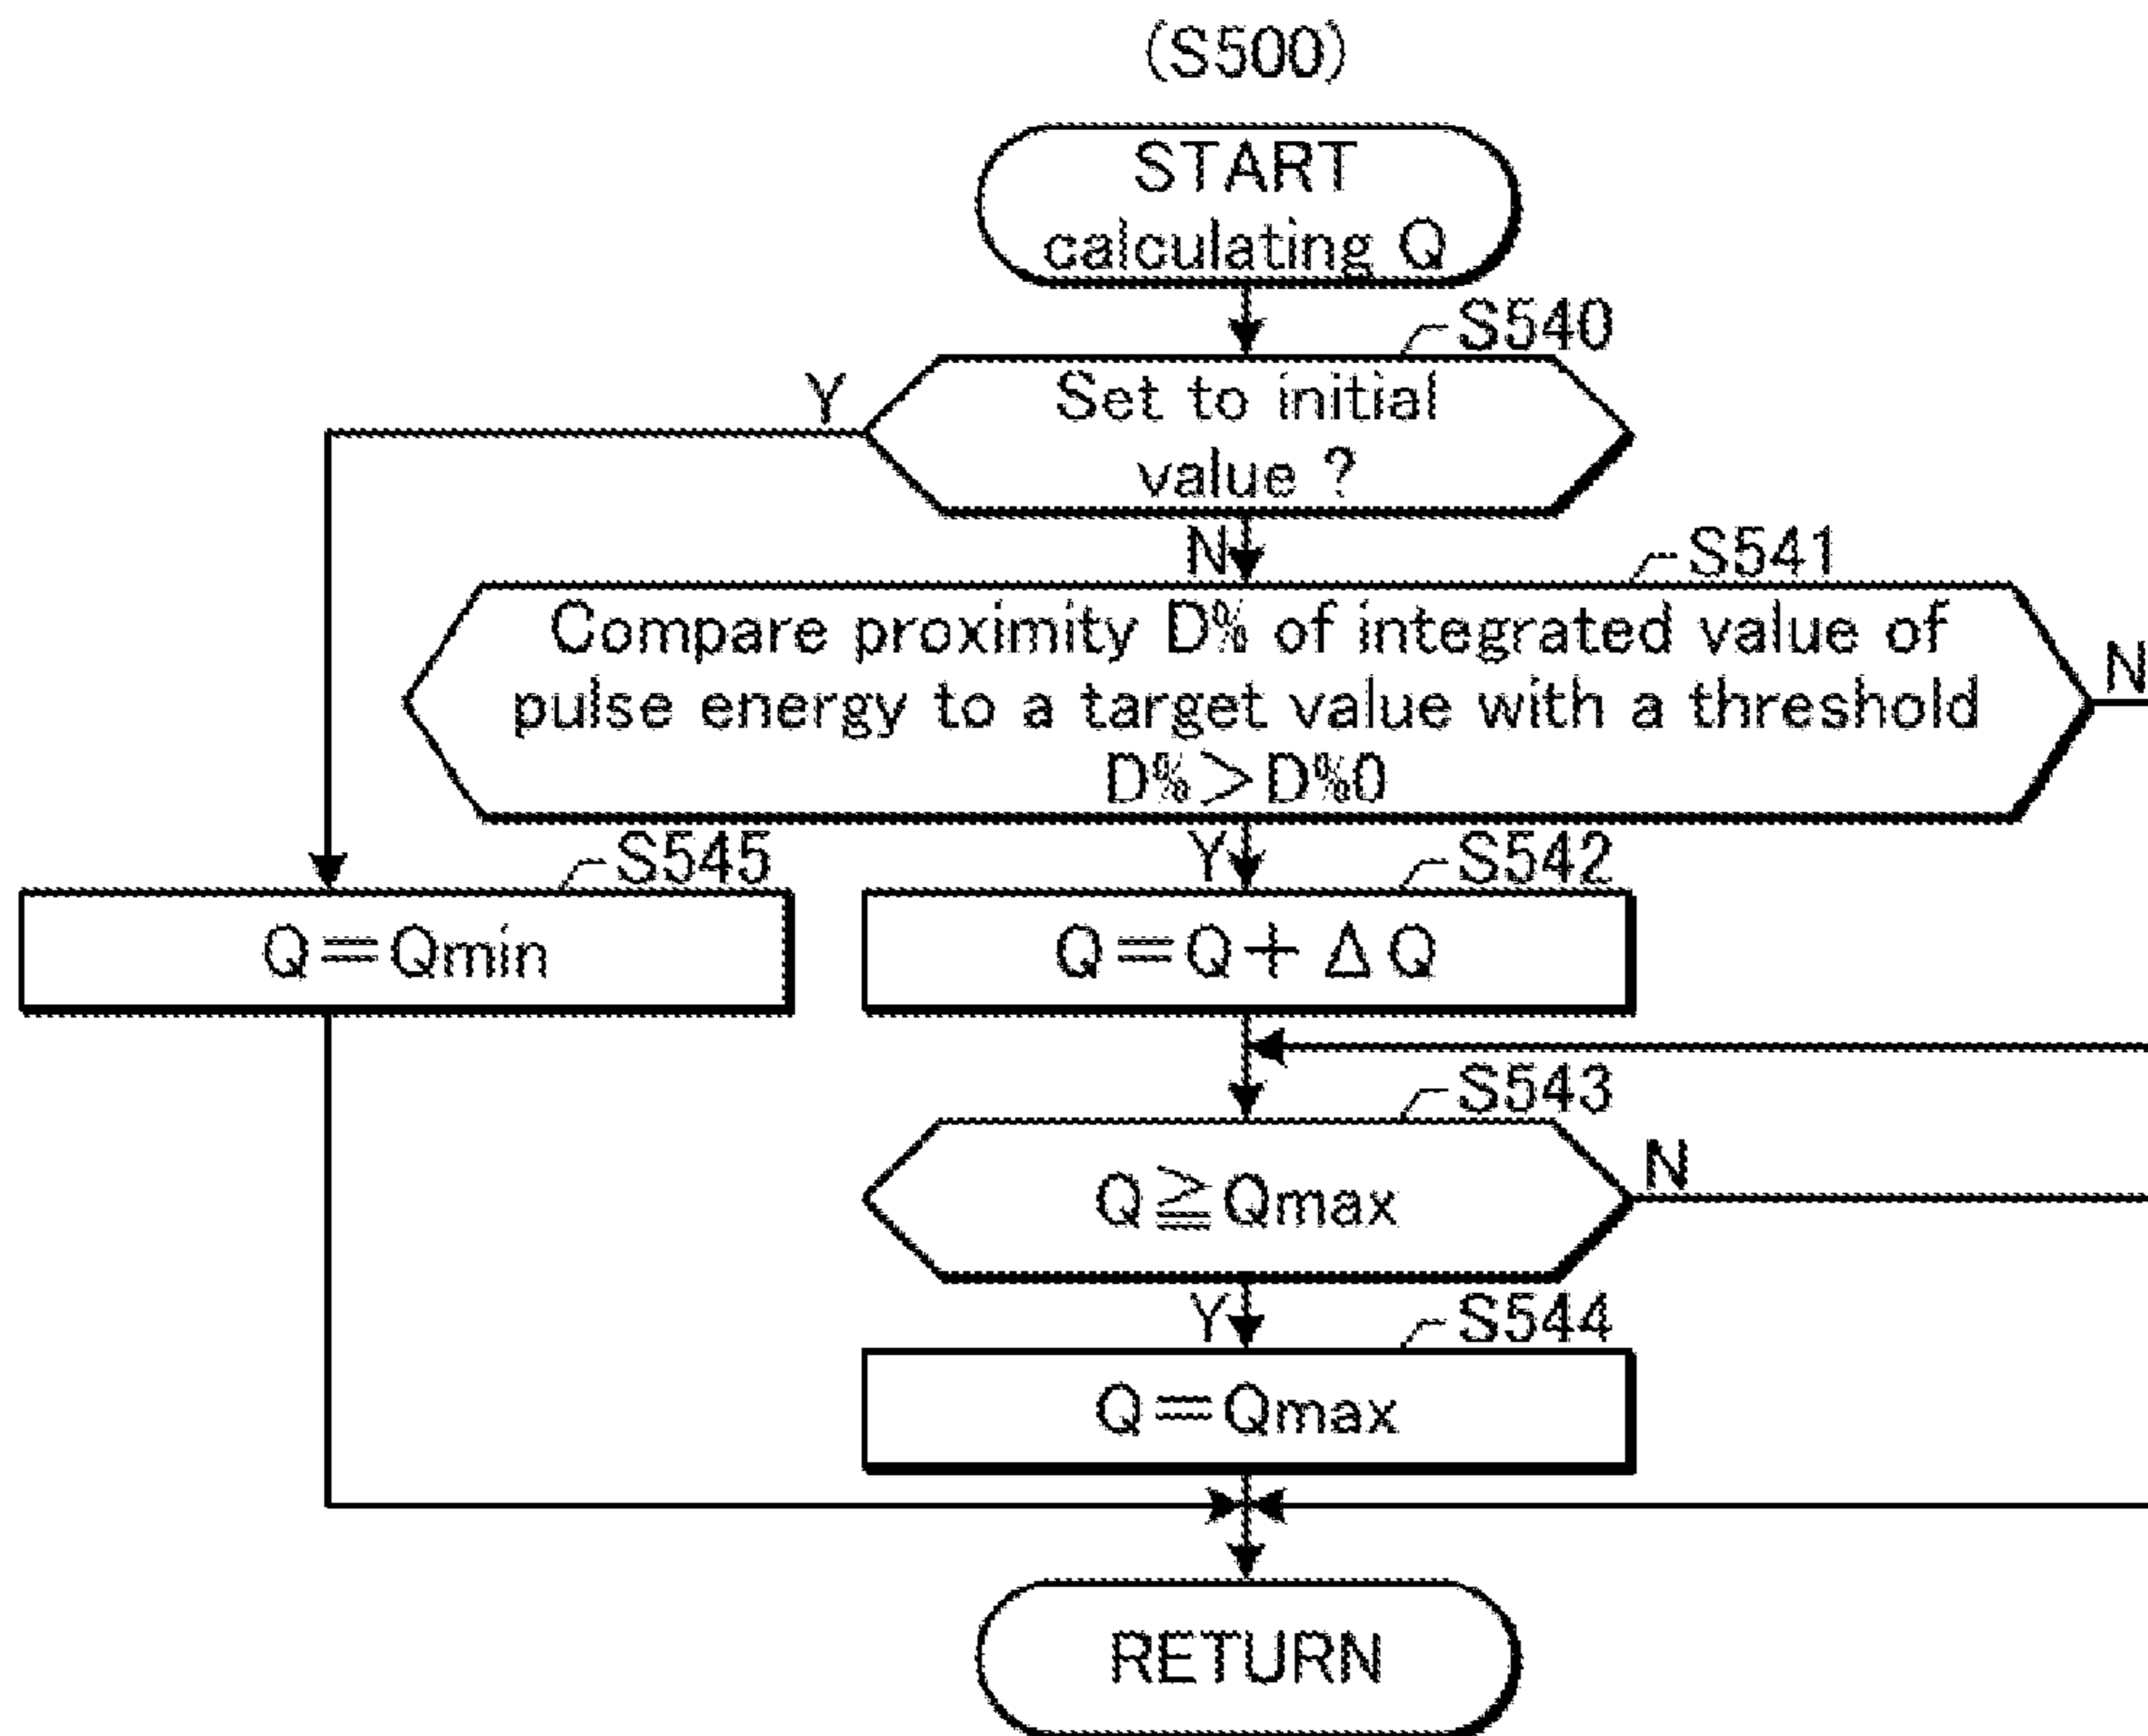 (S500)
START
calculating Q
S540
Y
Set to initial
value ?
N
S541
Compare proximity D% of integrated value of
pulse energy to a target value with a threshold
D%>D%0
N
Y
S545
S542
Q=Qmin
Q=Q+ΔQ
S543
Q≧Qmax
N
Y
S544
Q=Qmax
RETURN